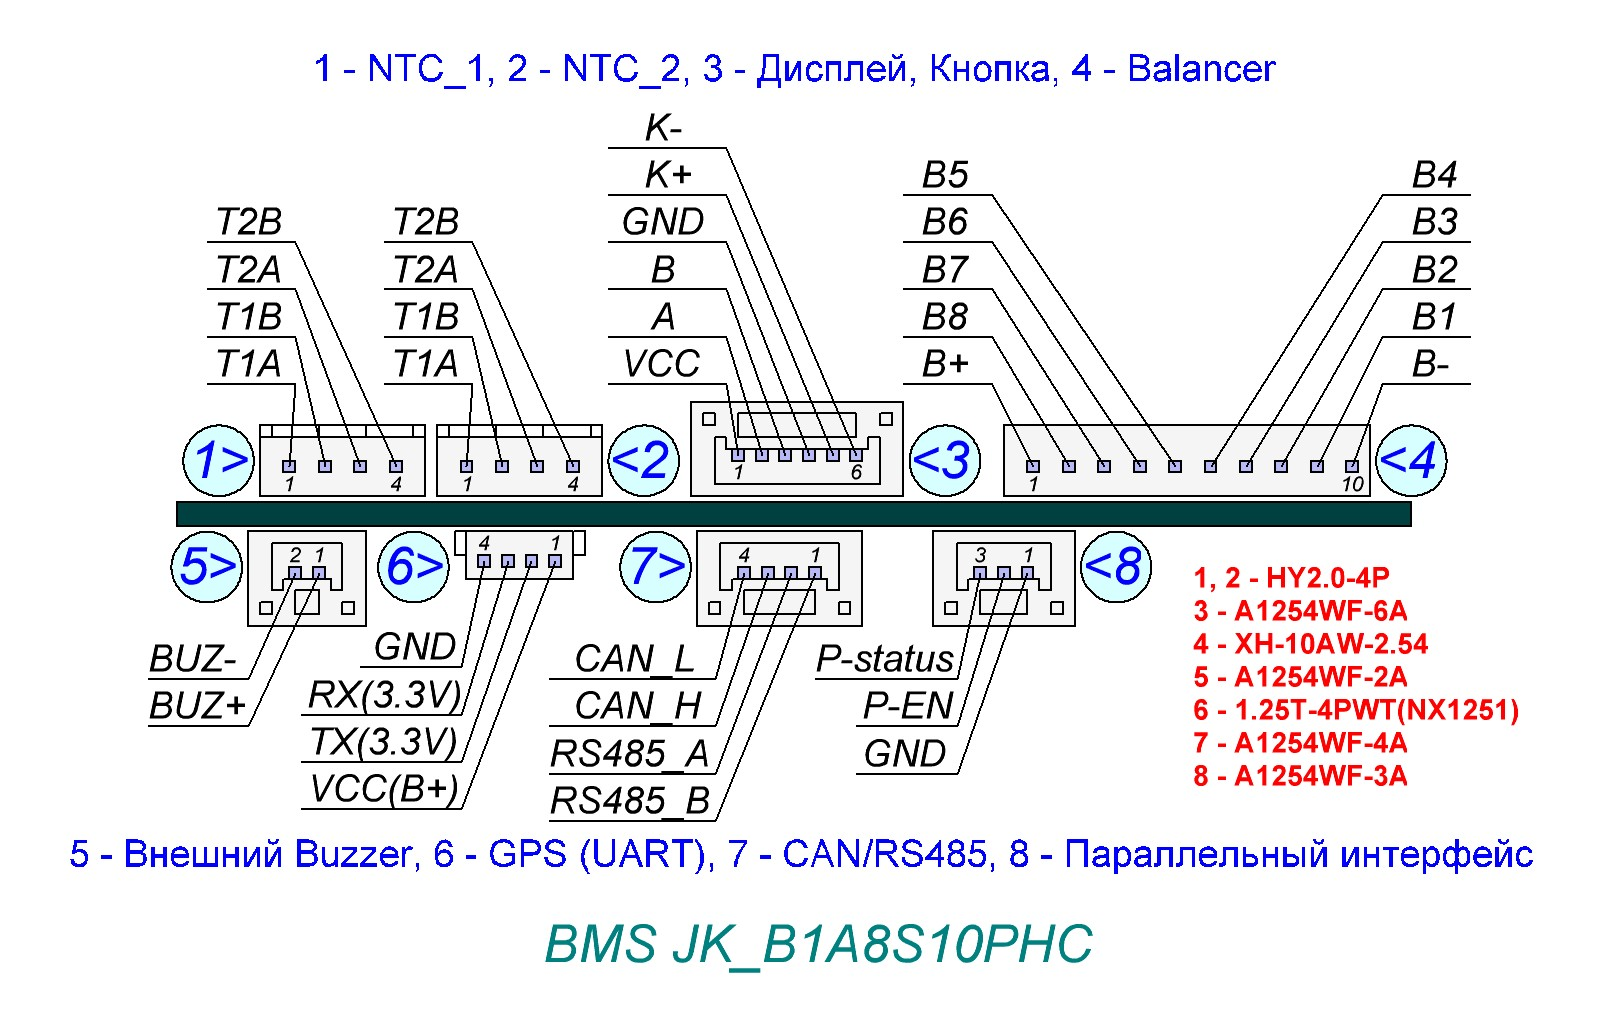 1 - NTC_1, 2 - NTC_2, 3 - Дисплей, Кнопка, 4 - Balancer
T2B
T2A
T1B
T1A
T2B
T2A
T1B
T1A
K-
K+
GND
B
A
VCC
B5
B6
B7
B8
B+
B4
B3
B2
B1
B-
1>
1 4
1 4
<2
1 6
<3
1 10
<4
5>
2 1
6>
4 1
7>
4 1
3 1
<8
BUZ-
BUZ+
GND
RX(3.3V)
TX(3.3V)
VCC(B+)
CAN_L
CAN_H
RS485_A
RS485_B
P-status
P-EN
GND
1, 2 - HY2.0-4P
3 - A1254WF-6A
4 - XH-10AW-2.54
5 - A1254WF-2A
6 - 1.25T-4PWT(NX1251)
7 - A1254WF-4A
8 - A1254WF-3A
5 - Внешний Buzzer, 6 - GPS (UART), 7 - CAN/RS485, 8 - Параллельный интерфейс
BMS JK_B1A8S10PHC